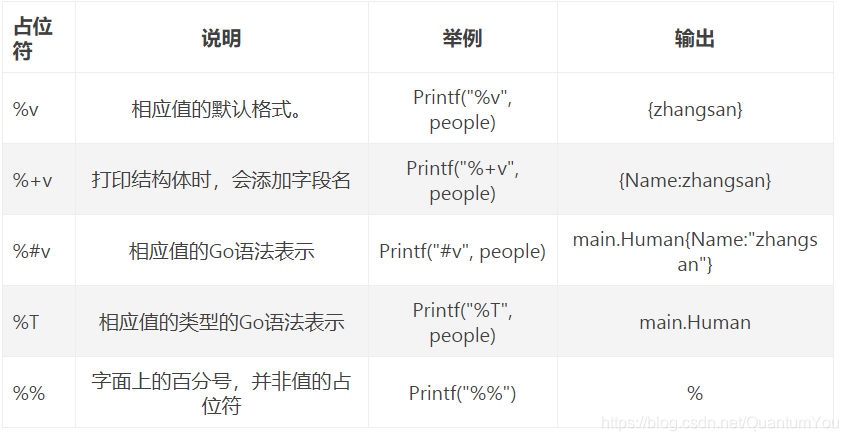 占位
符
说明
举例
输出
%v
相应值的默认格式。
Printf("%v",
people)
{zhangsan}
%+v
打印结构体时，会添加字段名
Printf("%+v",
people)
{Name:zhangsan}
%#v
相应值的Go语法表示
Printf("#v", people)
main.Human{Name:"zhangs
an"}
%T
相应值的类型的Go语法表示
Printf("%T",
people)
main.Human
%%
字面上的百分号，并非值的占
位符
Printf("%%")
%
https://blog.csdn.net/QuantumYou